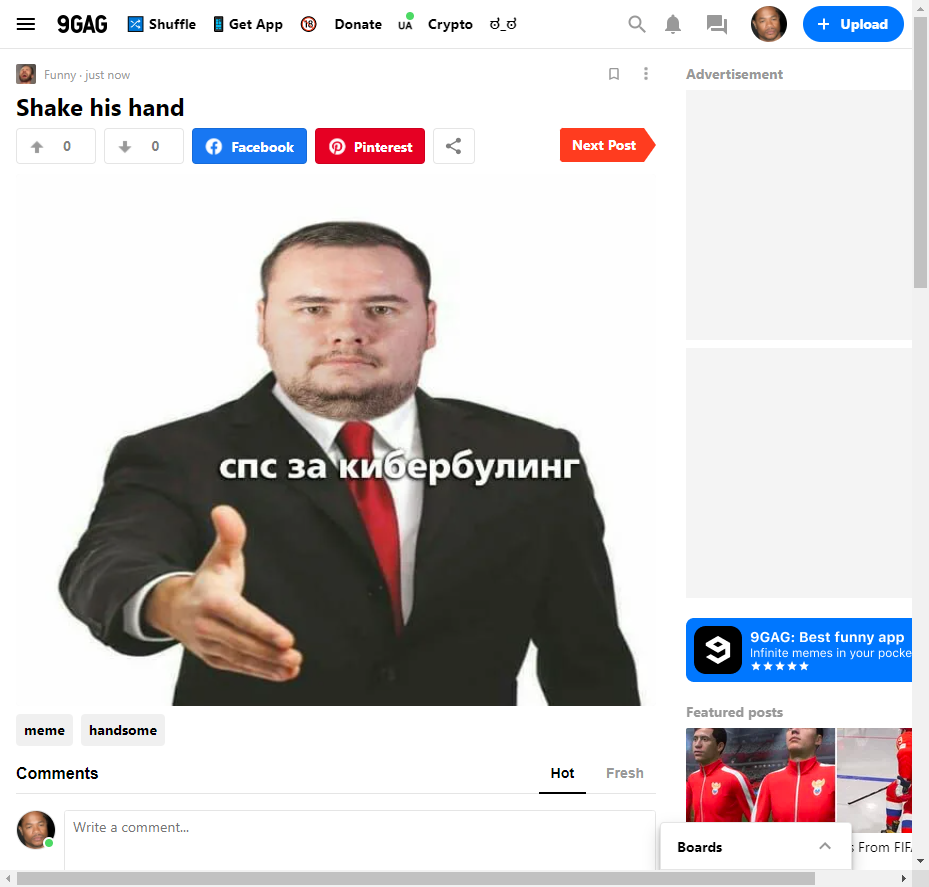 9GAG
Shuffle
Get App
18
Donate
UA
Crypto
ಠ_ಠ
Upload
Funny · just now
Shake his hand
0
0
Facebook
Pinterest
Next Post
спс за кибербулинг
meme
handsome
Comments
Hot
Fresh
Write a comment...
Advertisement
9GAG: Best funny app
Infinite memes in your pocke
Featured posts
s From FIFA
Boards